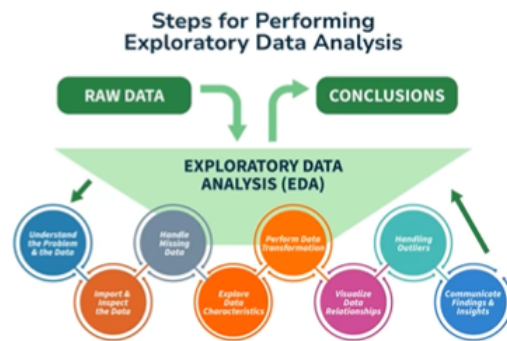 Steps for Performing
Exploratory Data Analysis
RAW DATA
CONCLUSIONS
EXPLORATORY DATA
ANALYSIS (EDA)
Understand
the Problem
& the Data
Import &
Inspect
the Data
Handle
Missing
Data
Explore
Data
Characteristics
Perform Data
Transformation
Visualize
Data
Relationships
Handling
Outliers
Communicate
Findings &
Insights